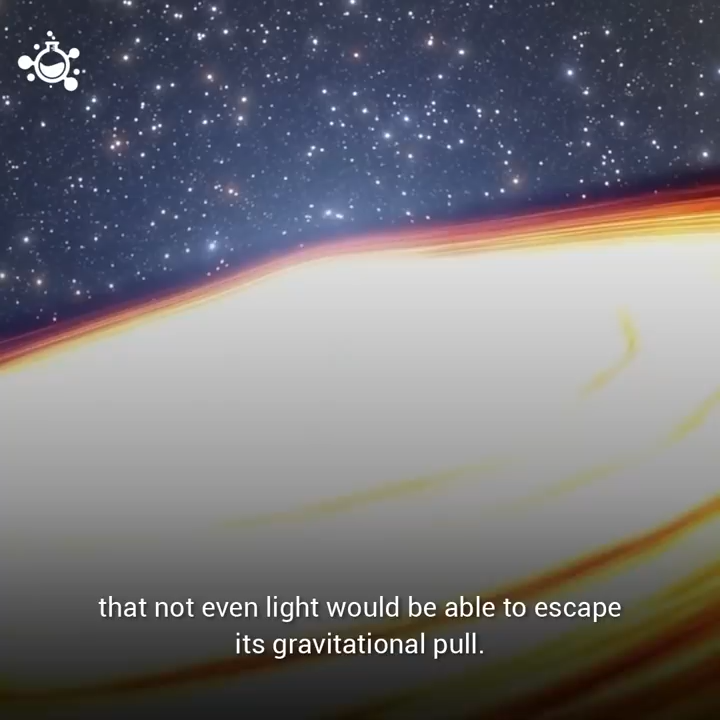 that not even light would be able to escape
its gravitational pull.